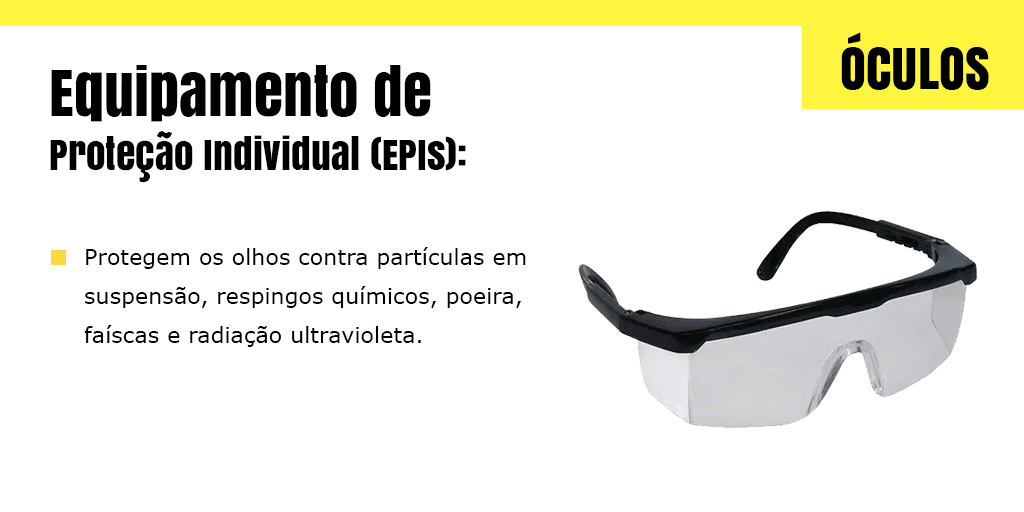 ÓCULOS
Equipamento de
Proteção Individual (EPIs):
Protegem os olhos contra partículas em
suspensão, respingos químicos, poeira,
faíscas e radiação ultravioleta.